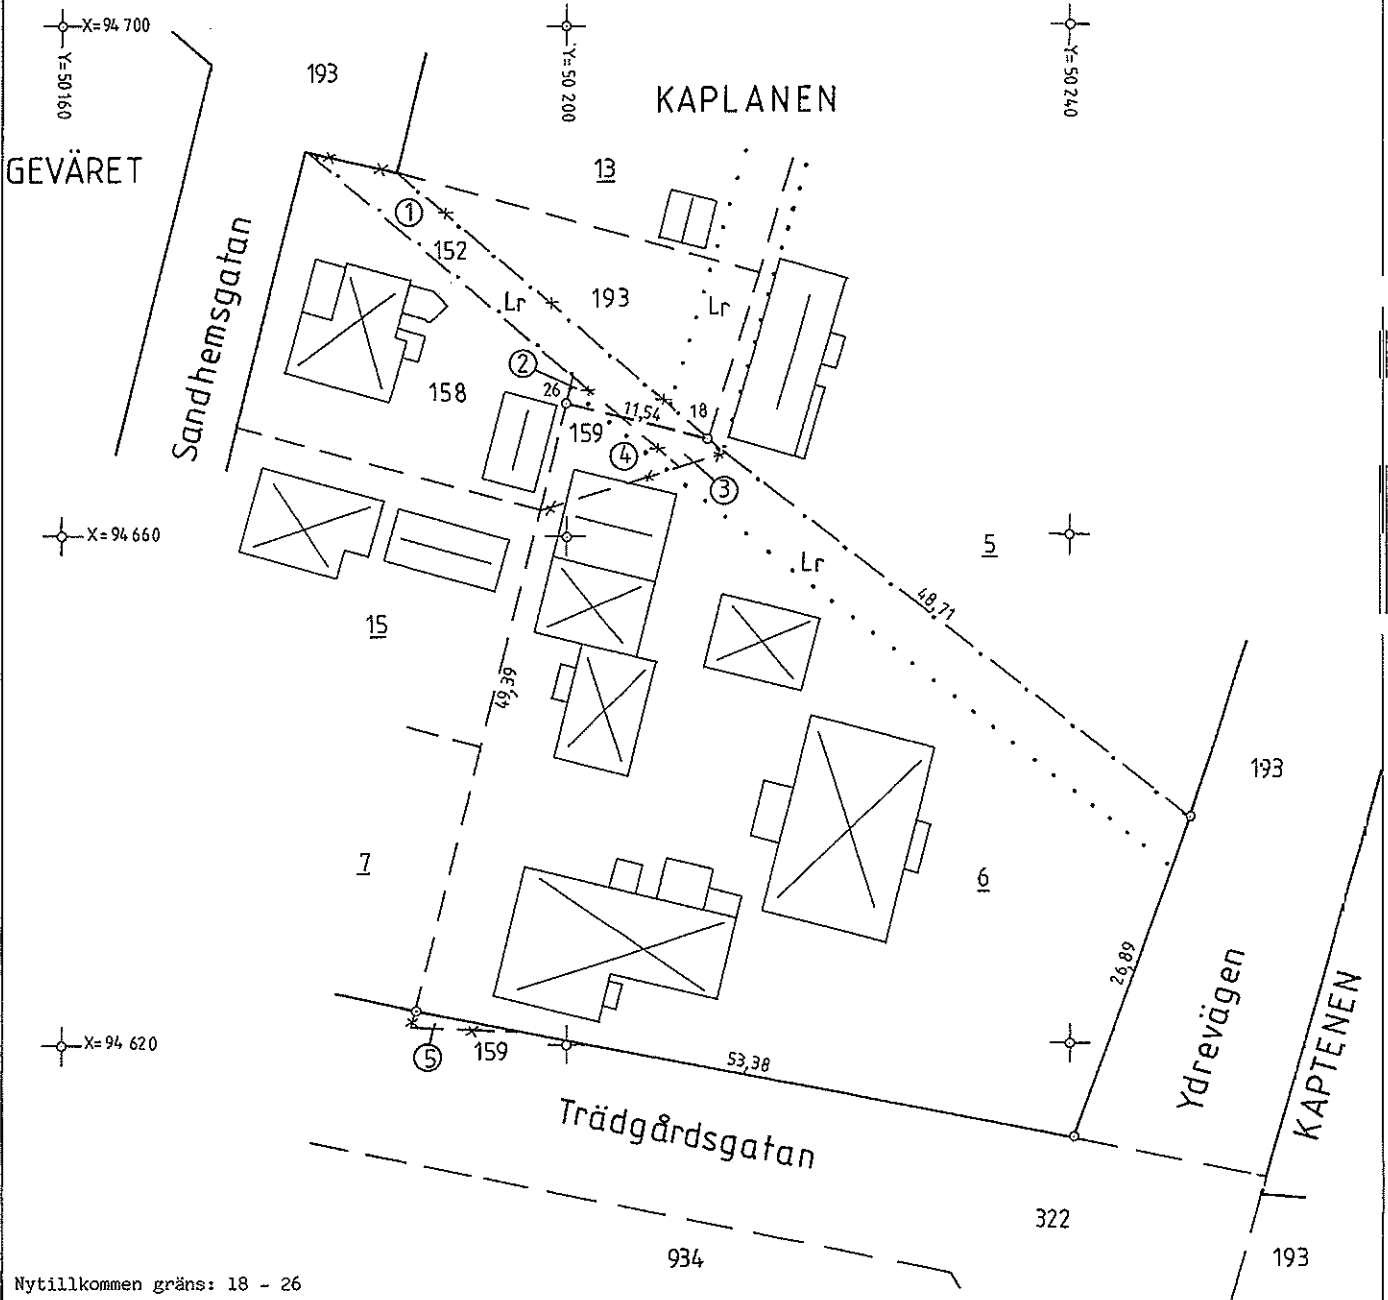 X=94 700
Y=50160
Y=50 200
Y=50 240
193
KAPLANEN
GEVÄRET
13
1
152
Sandhemsgatan
Lr
193
Lr
2
26
158
11,54
18
159
4
3
X=94 660
5
Lr
48,71
15
49,39
193
7
6
26,89
Ydrevägen
KAPTENEN
X=94 620
5
159
53,38
Trädgårdsgatan
322
934
193
Nytillkommen gräns: 18 - 26